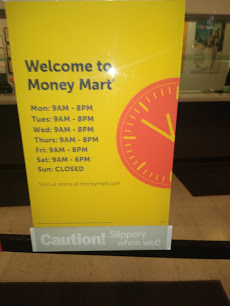 Welcome to
Money Mart
Mon: 9AM - 8PM
Tues: 9AM - 8PM
Wed: 9AM - 8PM
Thurs: 9AM - 8PM
Fri: 9AM - 8PM
Sat: 9AM - 6PM
Sun: CLOSED
Visit us online at moneymart.com
Caution! Slippery
when wet!